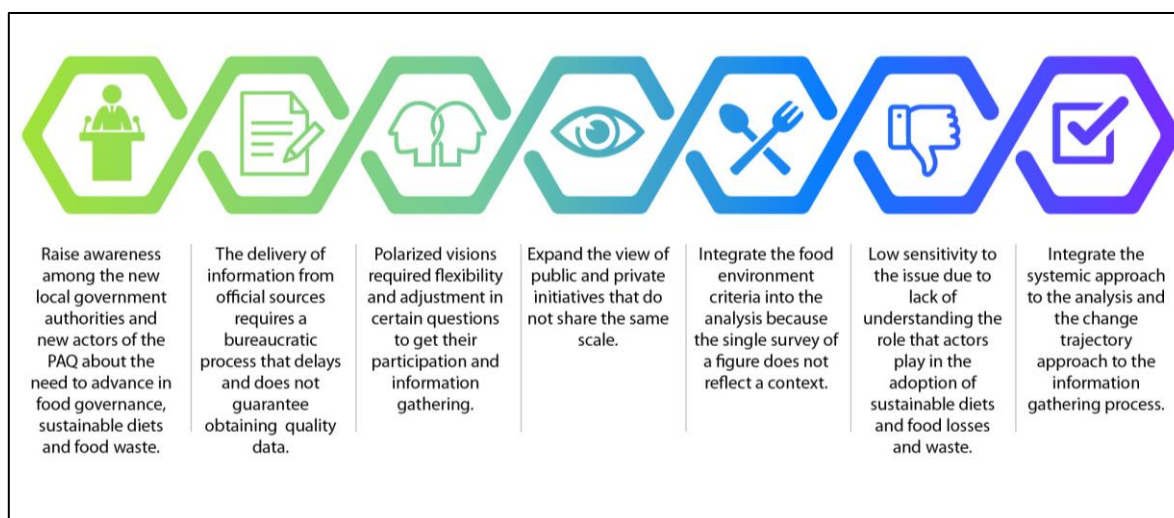 Raise awareness
among the new
local government
authorities and
new actors of the
PAQ about the
need to advance in
food governance,
sustainable diets
and food waste.
The delivery of
information from
official sources
requires a
bureaucratic
process that delays
and does not
guarantee
obtaining quality
data.
Polarized visions
required flexibility
and adjustment in
certain questions
to get their
participation and
information
gathering.
Expand the view of
public and private
initiatives that do
not share the same
scale.
Integrate the food
environment
criteria into the
analysis because
the single survey of
a figure does not
reflect a context.
Low sensitivity to
the issue due to
lack of
understanding the
role that actors
play in the
adoption of
sustainable diets
and food losses
and waste.
Integrate the
systemic approach
to the analysis and
the change
trajectory
approach to the
information
gathering process.